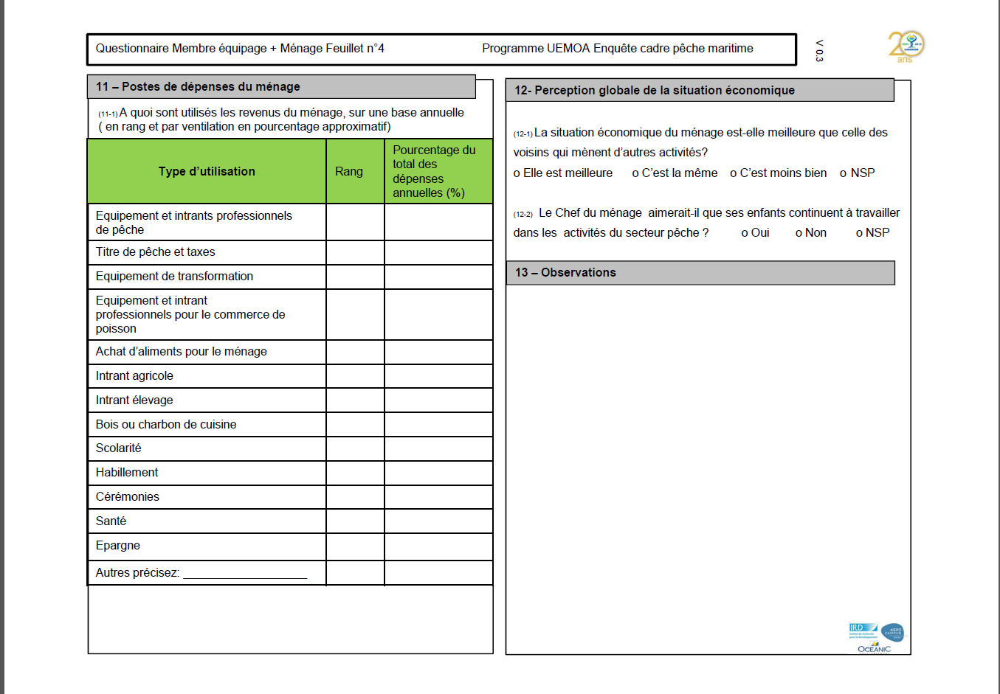 Questionnaire Membre équipage + Ménage Feuillet n°4 Programme UEMOA Enquête cadre pêche maritime
V 0.3
20
ans
11 – Postes de dépenses du ménage
(11-1) A quoi sont utilisés les revenus du ménage, sur une base annuelle
( en rang et par ventilation en pourcentage approximatif)
Type d’utilisation
Rang
Pourcentage du
total des
dépenses
annuelles (%)
Equipement et intrants professionnels
de pêche
Titre de pêche et taxes
Equipement de transformation
Equipement et intrant
professionnels pour le commerce de
poisson
Achat d’aliments pour le ménage
Intrant agricole
Intrant élevage
Bois ou charbon de cuisine
Scolarité
Habillement
Cérémonies
Santé
Epargne
Autres précisez: ___________________
12- Perception globale de la situation économique
(12-1) La situation économique du ménage est-elle meilleure que celle des
voisins qui mènent d’autres activités?
o Elle est meilleure o C’est la même o C’est moins bien o NSP
(12-2) Le Chef du ménage aimerait-il que ses enfants continuent à travailler
dans les activités du secteur pêche ? o Oui o Non o NSP
13 – Observations
IRD
Institut de recherche
pour le développement
AGRO
CAMPUS
OCEANIC